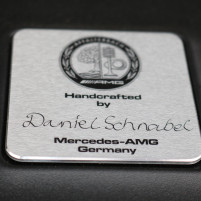 Handcrafted
by
Daniel Schnabel
Mercedes-AMG
Germany